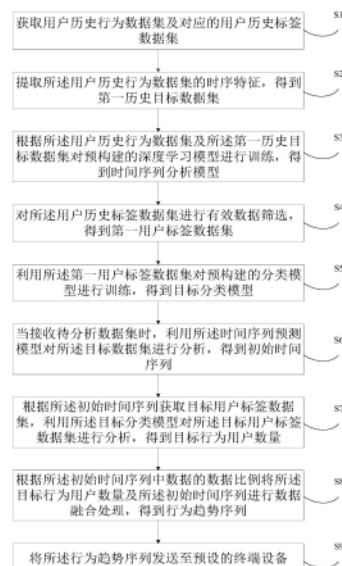 获取用户历史行为数据集及对应的用户历史标签
数据集
S1
提取所述用户历史行为数据集的时序特征，得到
第一历史目标数据集
S2
根据所述用户历史行为数据集及所述第一历史目
标数据集对预构建的深度学习模型进行训练，得
到时间序列分析模型
S3
对所述用户历史标签数据集进行有效数据筛选，
得到第一用户标签数据集
S4
利用所述第一用户标签数据集对预构建的分类模
型进行训练，得到目标分类模型
S5
当接收待分析数据集时，利用所述时间序列预测
模型对所述目标数据集进行分析，得到初始时间
序列
S6
根据所述初始时间序列获取目标用户标签数据
集，利用所述目标分类模型对所述目标用户标签
数据集进行分析，得到目标行为用户数量
S7
根据所述初始时间序列中数据的数据比例将所述
目标行为用户数量及所述初始时间序列进行数据
融合处理，得到行为趋势序列
S8
将所述行为趋势序列发送至预设的终端设备
S9